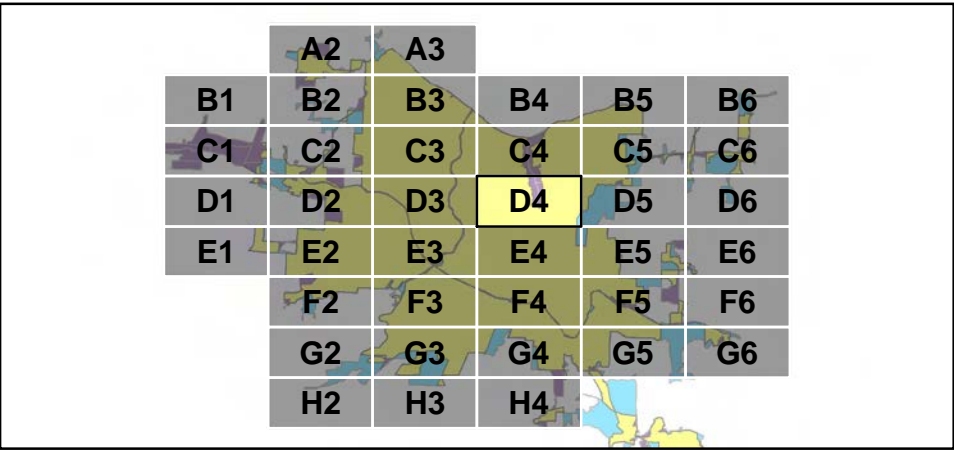 A2 A3
B1 B2 B3 B4 B5 B6
C1 C2 C3 C4 C5 C6
D1 D2 D3 D4 D5 D6
E1 E2 E3 E4 E5 E6
F2 F3 F4 F5 F6
G2 G3 G4 G5 G6
H2 H3 H4